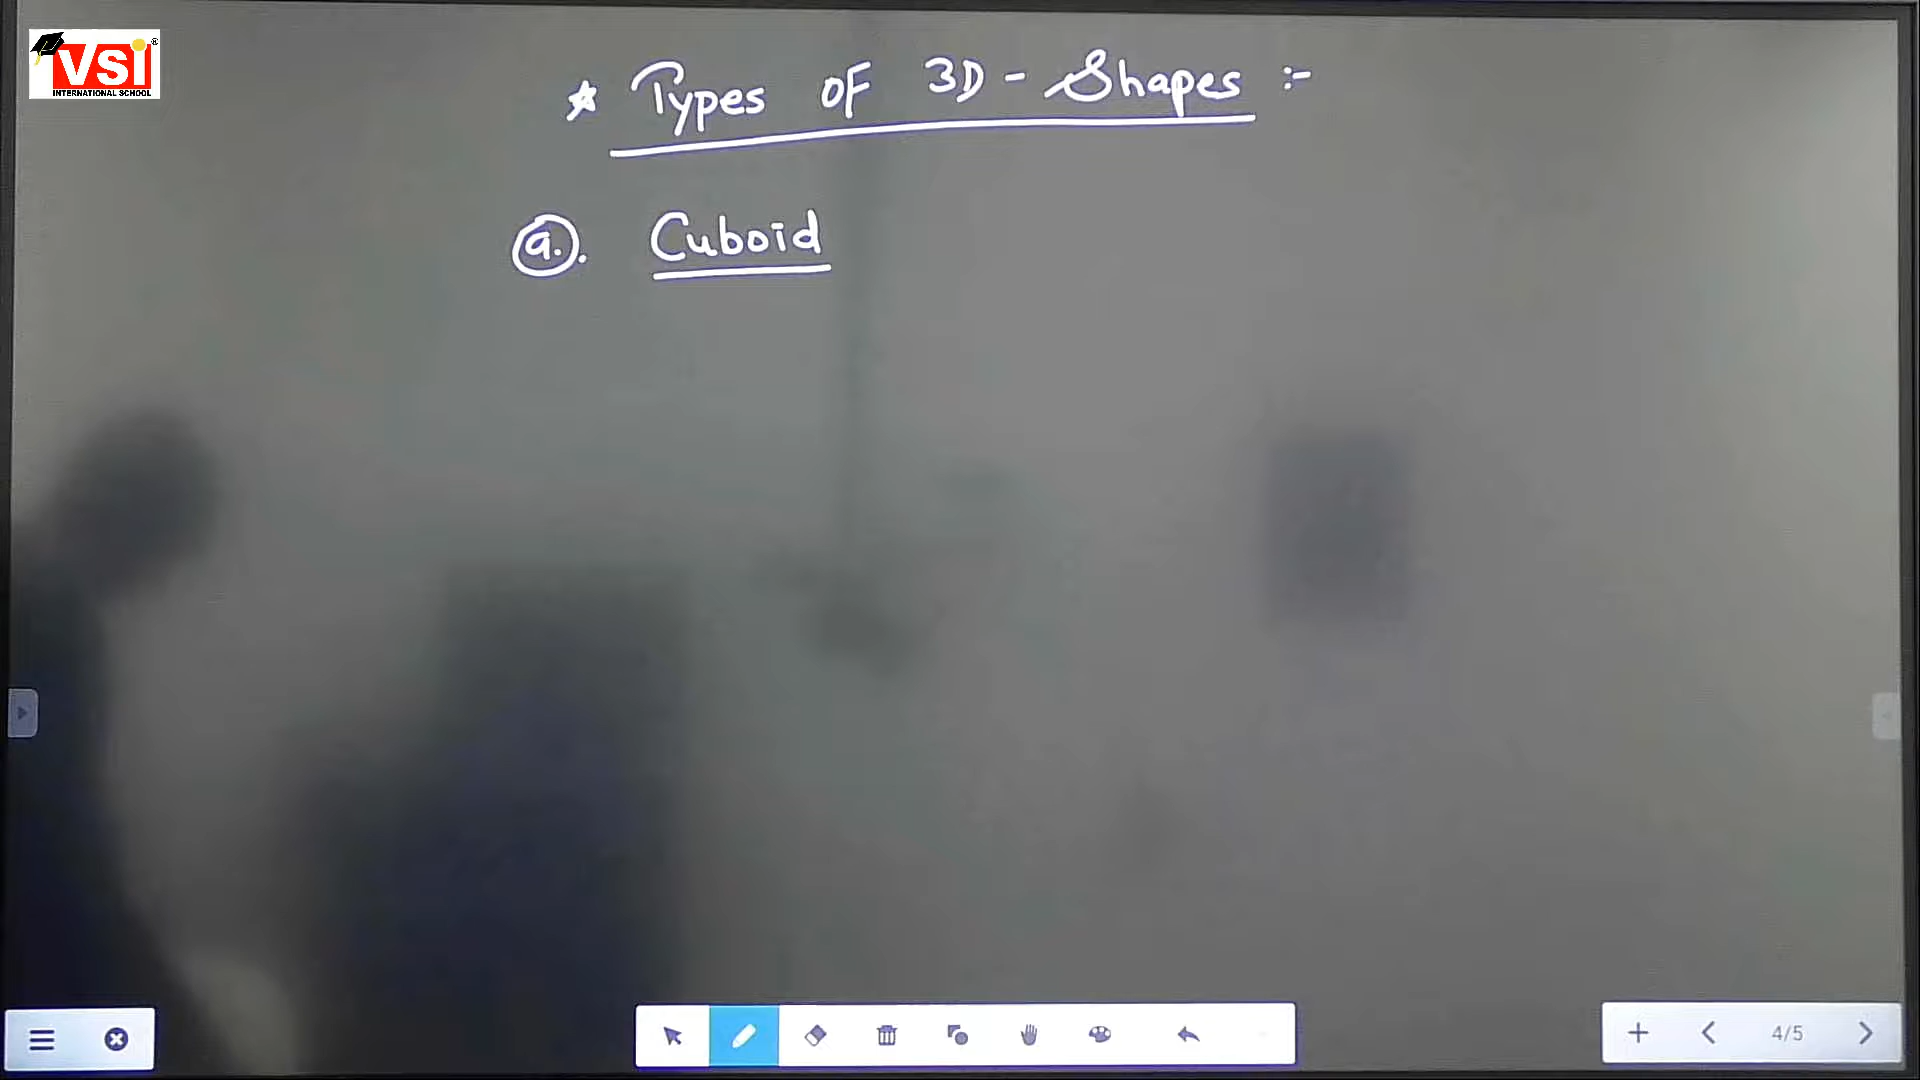 VSI
INTERNATIONAL SCHOOL
* Types of 3D - Shapes :-
(a.). Cuboid
4/5